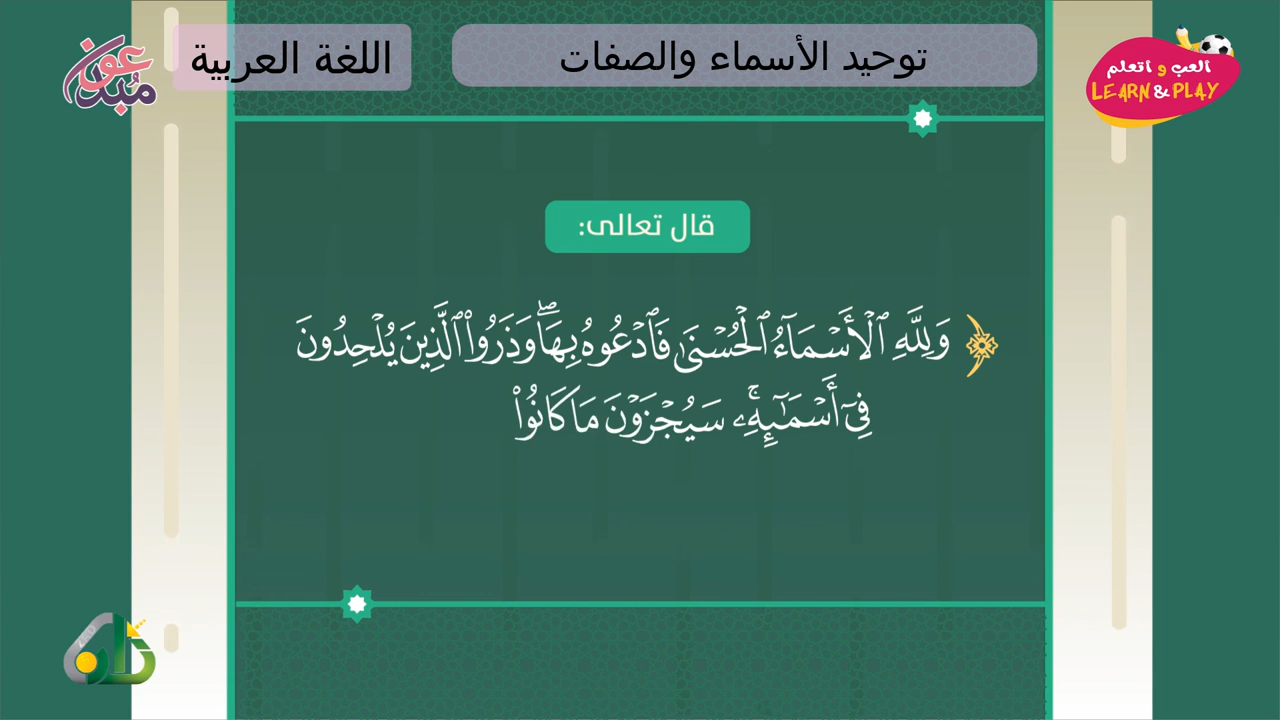 توحيد الأسماء والصفات
اللغة العربية
مبدعون
العب و اتعلم
LEARN & PLAY
قال تعالى:
﴿ وَلِلَّهِ ٱلْأَسْمَآءُ ٱلْحُسْنَىٰ فَٱدْعُوهُ بِهَا ۖ وَذَرُوا۟ ٱلَّذِينَ يُلْحِدُونَ
فِىٓ أَسْمَـٰٓئِهِۦ ۚ سَيُجْزَوْنَ مَا كَانُوا۟